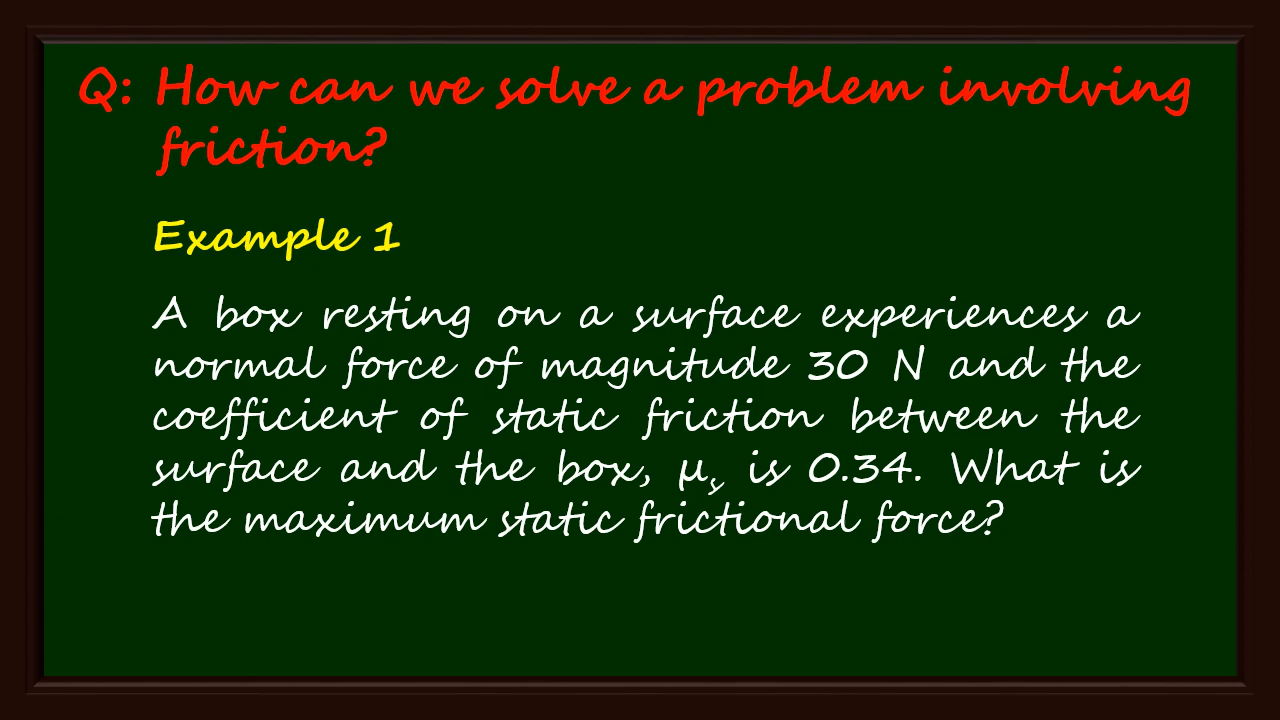 Q: How can we solve a problem involving
friction?
Example 1
A box resting on a surface experiences a
normal force of magnitude 30 N and the
coefficient of static friction between the
surface and the box, μs is 0.34. What is
the maximum static frictional force?